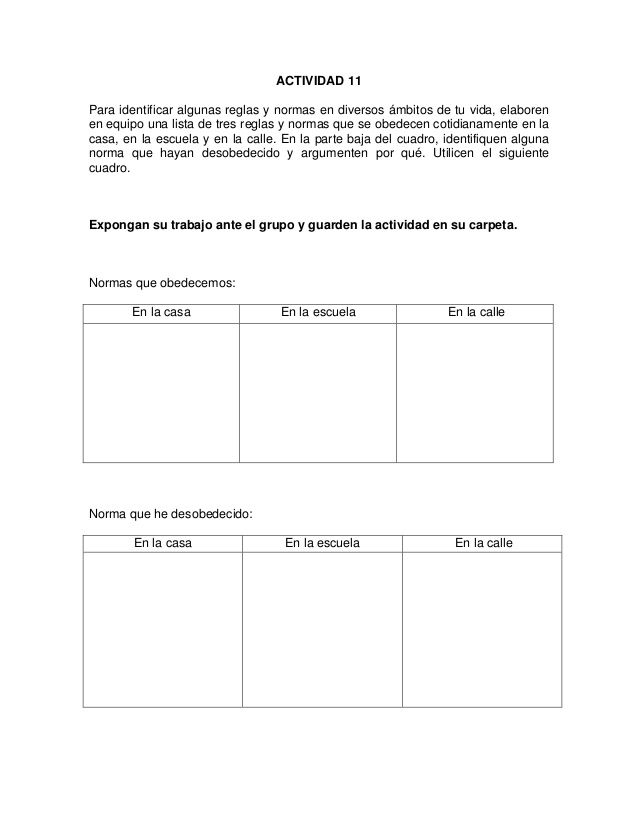 ACTIVIDAD 11
Para identificar algunas reglas y normas en diversos ámbitos de tu vida, elaboren
en equipo una lista de tres reglas y normas que se obedecen cotidianamente en la
casa, en la escuela y en la calle. En la parte baja del cuadro, identifiquen alguna
norma que hayan desobedecido y argumenten por qué. Utilicen el siguiente
cuadro.
Expongan su trabajo ante el grupo y guarden la actividad en su carpeta.
Normas que obedecemos:
En la casa En la escuela En la calle
Norma que he desobedecido:
En la casa En la escuela En la calle